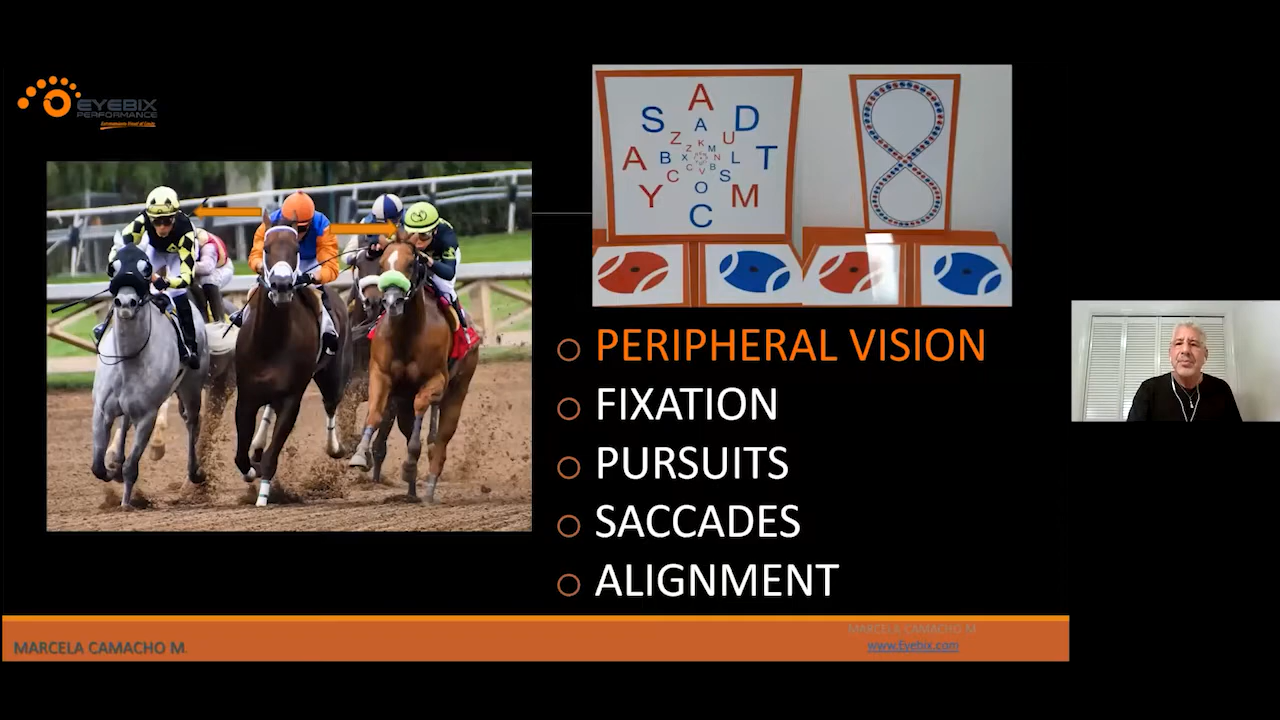 EYEBIX
PERFORMANCE
A
S D
A
Z U
A B X Z K M N L T
C C V B S
Y O M
C
PERIPHERAL VISION
FIXATION
PURSUITS
SACCADES
ALIGNMENT
MARCELA CAMACHO M.
MARCELA CAMACHO M
www.Eyebix.com